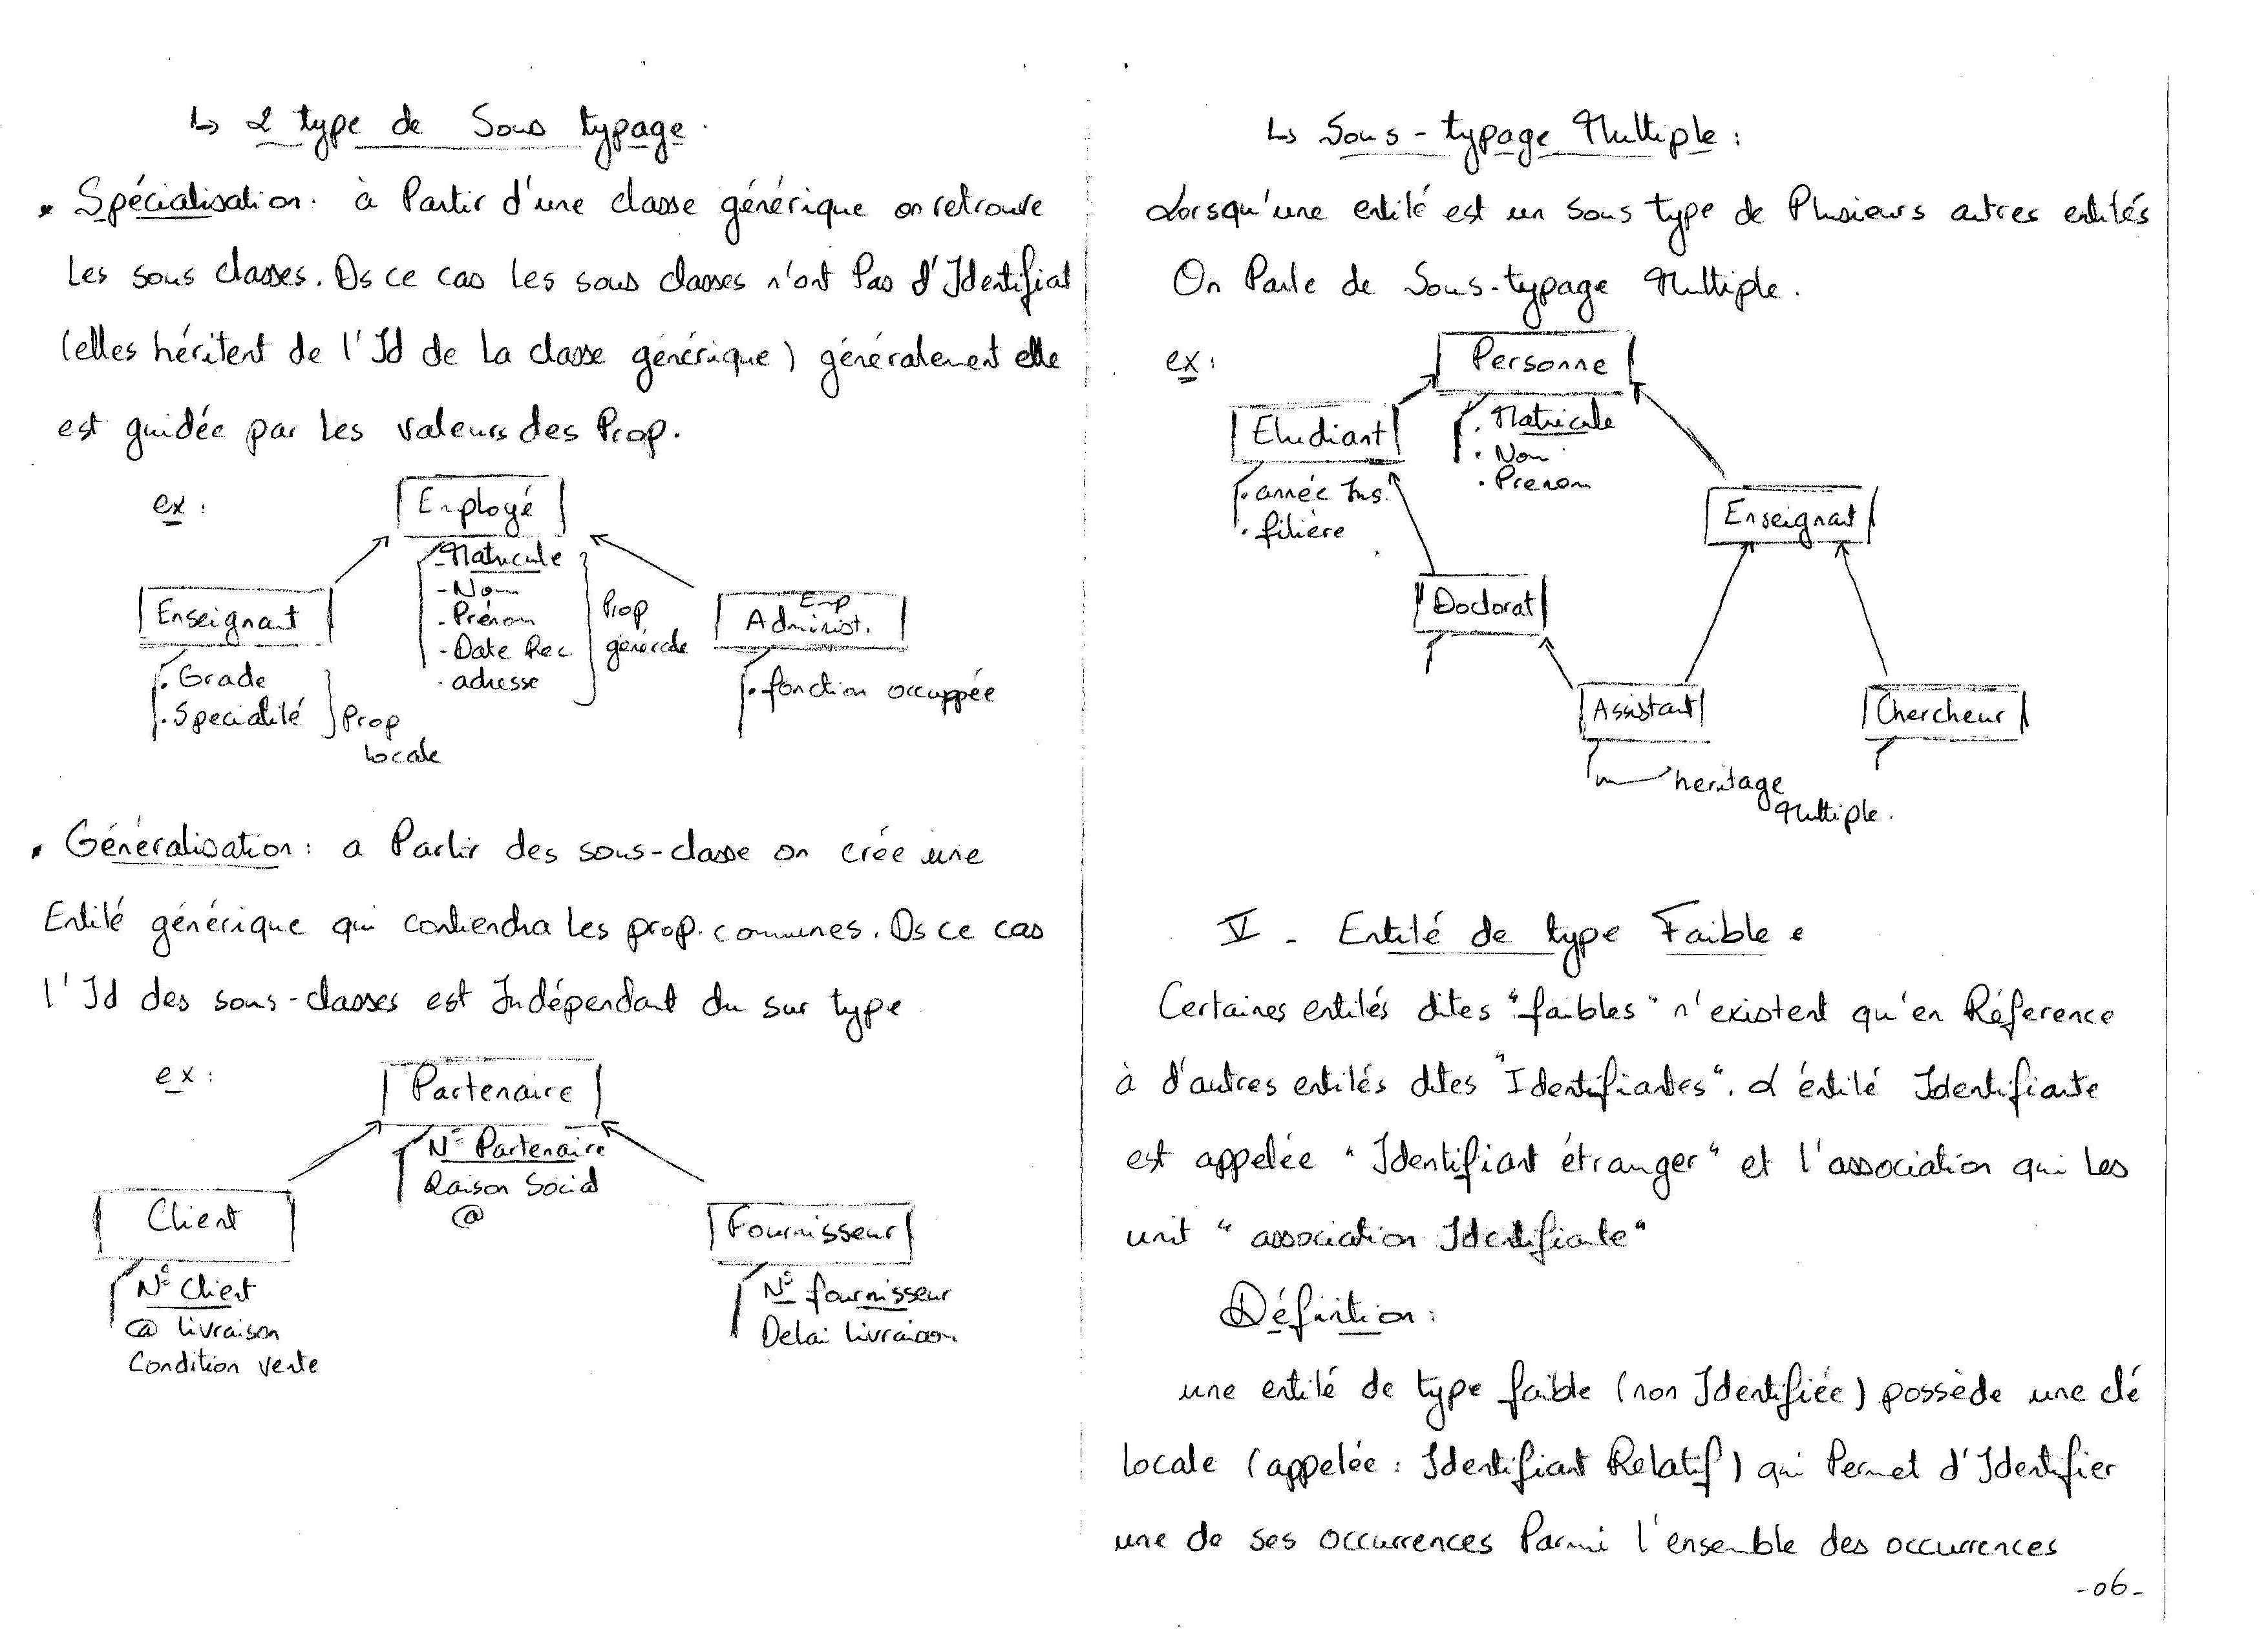 ↳ 2 type de Sous typage.
• Spécialisation. à Partir d'une classe générique on retrouve
les sous classes. Ds ce cas les sous classes n'ont Pas d'Identifiat
(elles héritent de l'Id de la classe générique) généralement elle
est guidée par les valeurs des Prop.
ex :
Employé
- Matricule
- Nom
- Prénom
- Date Rec
. adresse
Prop
générale
Enseignant
. Grade
. Specialité
Prop
locale
Emp
Administ.
. fonction occuppée
• Généralisation : a Partir des sous-classe on crée une
Entité générique qui contiendra les prop. communes. Ds ce cas
l'Id des sous-classes est Indépendant du sur type
ex :
Partenaire
N° Partenaire
Raison Social
@
Client
N° Client
@ livraison
Condition vente
Fournisseur
N° fournisseur
Delai livraison
↳ Sous-typage Multiple :
Lorsqu'une entité est un sous type de Plusieurs autres entités
On Parle de Sous-typage Multiple.
ex :
Personne
. Matricule
. Nom
. Prenom
Etudiant
. année Ins.
. filière
Enseignant
Doctorat
Assistant
Chercheur
heritage
Multiple.
V - Entité de type Faible :
Certaines entités dites "faibles" n'existent qu'en Réference
à d'autres entités dites "Identifiantes". L'éntité Identifiante
est appelée "Identifiant étranger" et l'association qui les
unit "association Identifiante"
Définition :
une entité de type faible (non Identifiée) possède une clé
locale (appelée : Identifiant Relatif) qui Permet d'Identifier
une de ses occurrences Parmi l'ensemble des occurrences
-06-